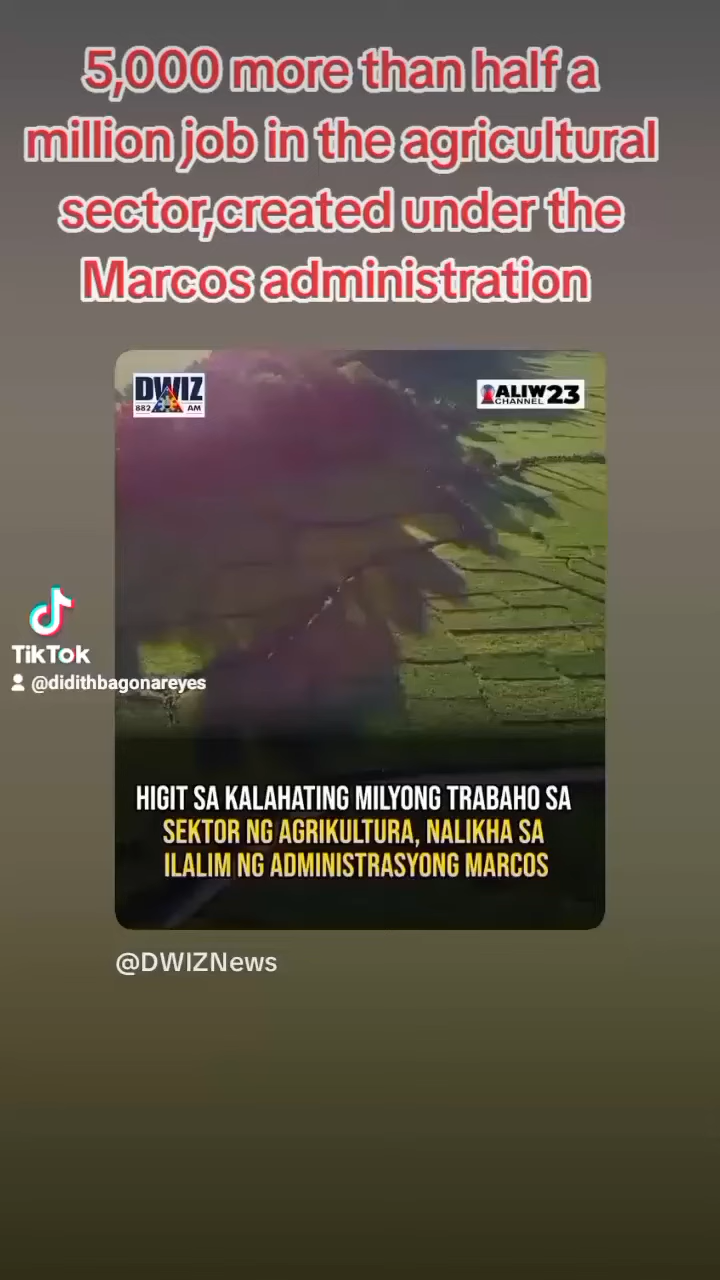 5,000 more than half a
million job in the agricultural
sector,created under the
Marcos administration
DWIZ
882 AM
ALIW 23
CHANNEL
TikTok
@didithbagonareyes
HIGIT SA KALAHATING MILYONG TRABAHO SA
SEKTOR NG AGRIKULTURA, NALIKHA SA
ILALIM NG ADMINISTRASYONG MARCOS
@DWIZNews